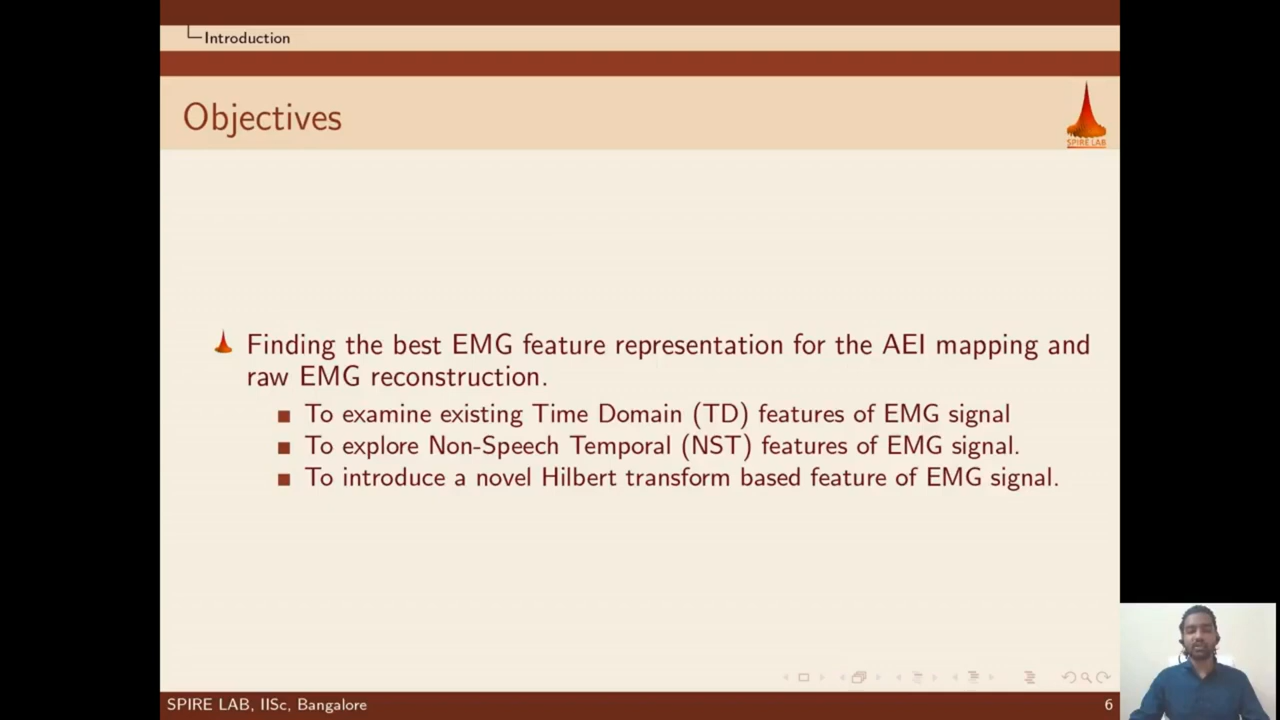 Introduction
Objectives
SPIRE LAB
Finding the best EMG feature representation for the AEI mapping and
raw EMG reconstruction.
To examine existing Time Domain (TD) features of EMG signal
To explore Non-Speech Temporal (NST) features of EMG signal.
To introduce a novel Hilbert transform based feature of EMG signal.
SPIRE LAB, IISc, Bangalore
6